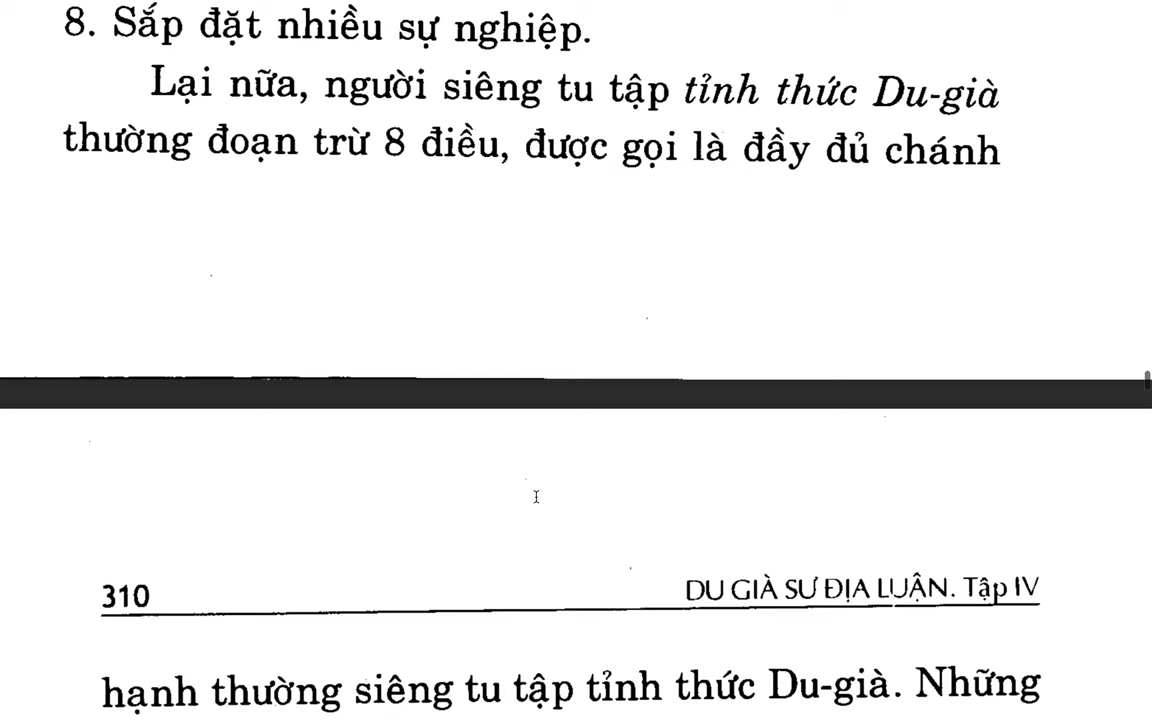 8. Sắp đặt nhiều sự nghiệp.
Lại nữa, người siêng tu tập tỉnh thức Du-già
thường đoạn trừ 8 điều, được gọi là đầy đủ chánh
310
DU GIÀ SƯ ĐỊA LUẬN. Tập IV
hạnh thường siêng tu tập tỉnh thức Du-già. Những